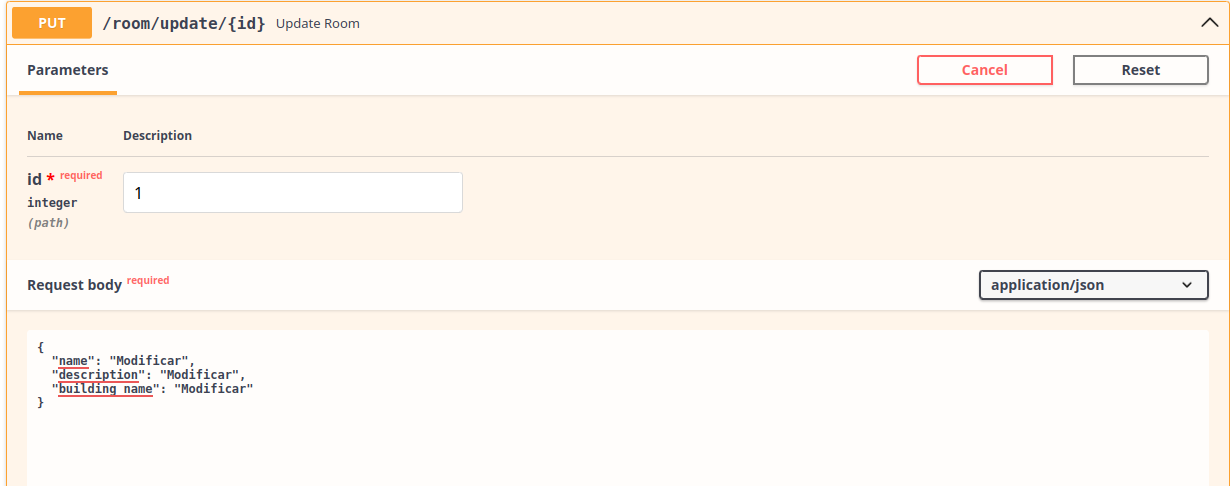 PUT /room/update/{id} Update Room
Parameters Cancel Reset
Name Description
id * required 1
integer
(path)
Request body required application/json
{
"name": "Modificar",
"description": "Modificar",
"building_name": "Modificar"
}